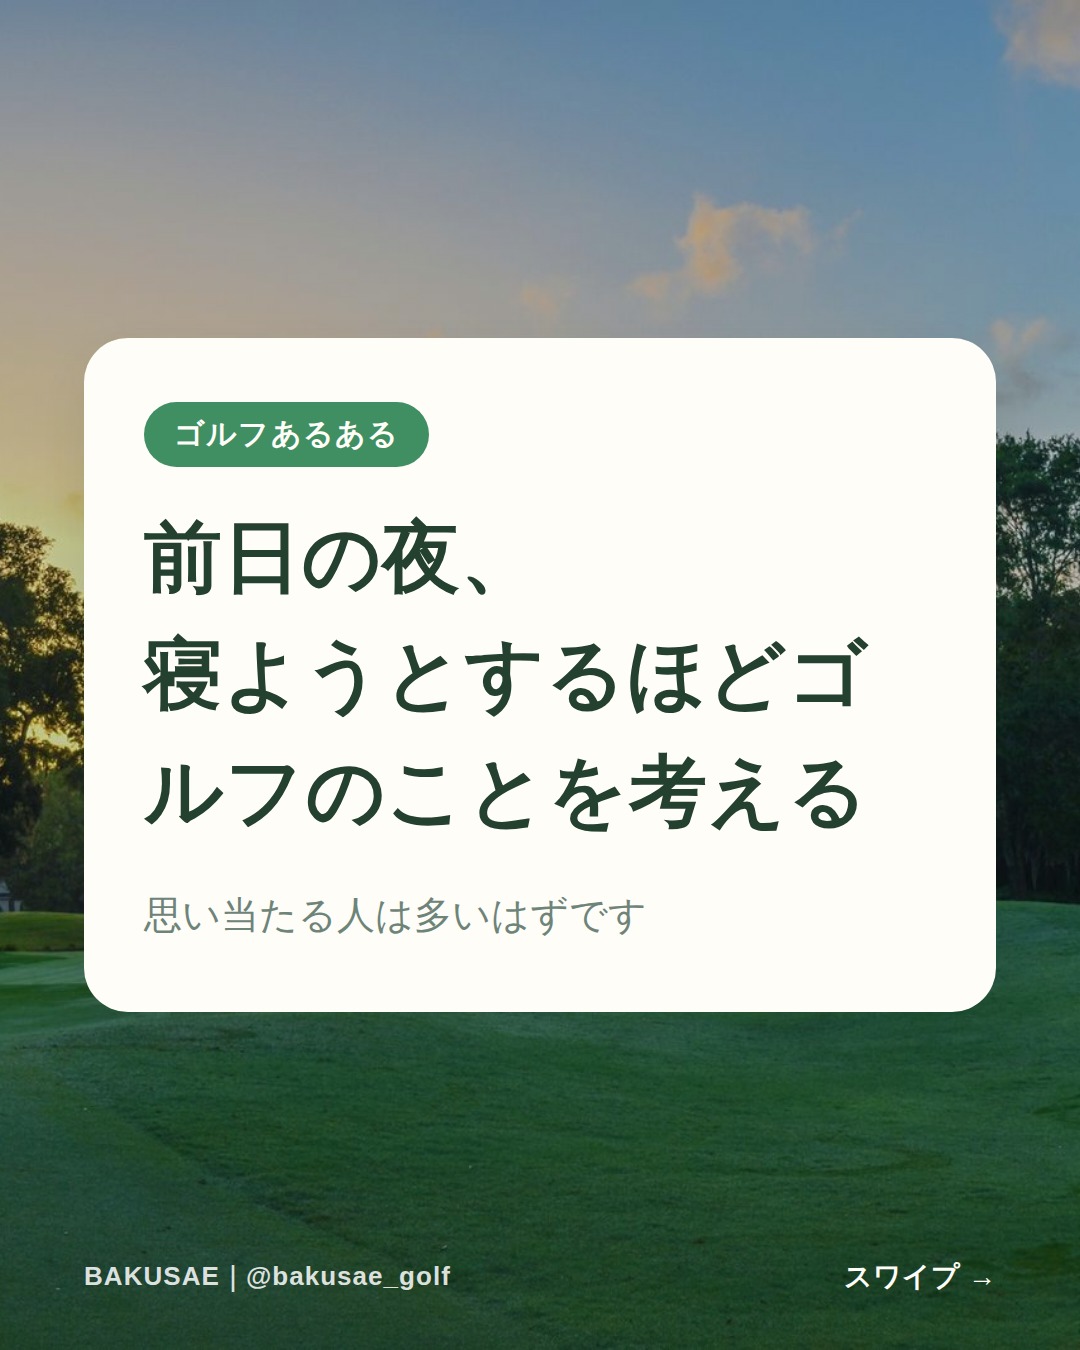 ゴルフあるある
前日の夜、
寝ようとするほどゴ
ルフのことを考える
思い当たる人は多いはずです
BAKUSAE | @bakusae_golf
スワイプ →